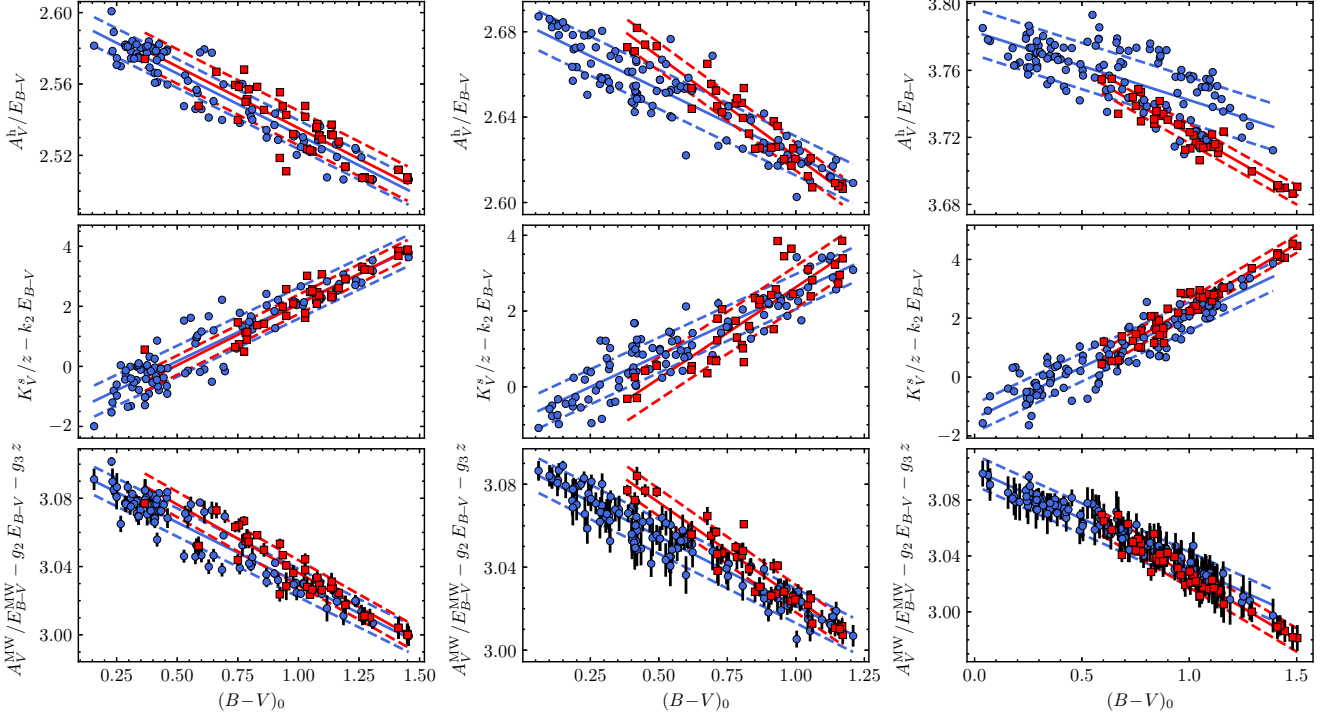 2.60
2.56
2.52
A_V^h/E_{B−V}
2.68
2.64
2.60
A_V^h/E_{B−V}
3.80
3.76
3.72
3.68
A_V^h/E_{B−V}
4
2
0
−2
K_V^s/z − k_2 E_{B−V}
4
2
0
K_V^s/z − k_2 E_{B−V}
4
2
0
−2
K_V^s/z − k_2 E_{B−V}
3.08
3.04
3.00
A_V^{MW}/E_{B−V}^{MW} − g_2 E_{B−V} − g_3 z
3.08
3.04
3.00
A_V^{MW}/E_{B−V}^{MW} − g_2 E_{B−V} − g_3 z
3.08
3.04
3.00
A_V^{MW}/E_{B−V}^{MW} − g_2 E_{B−V} − g_3 z
0.25 0.50 0.75 1.00 1.25 1.50
(B−V)_0
0.25 0.50 0.75 1.00 1.25
(B−V)_0
0.0 0.5 1.0 1.5
(B−V)_0